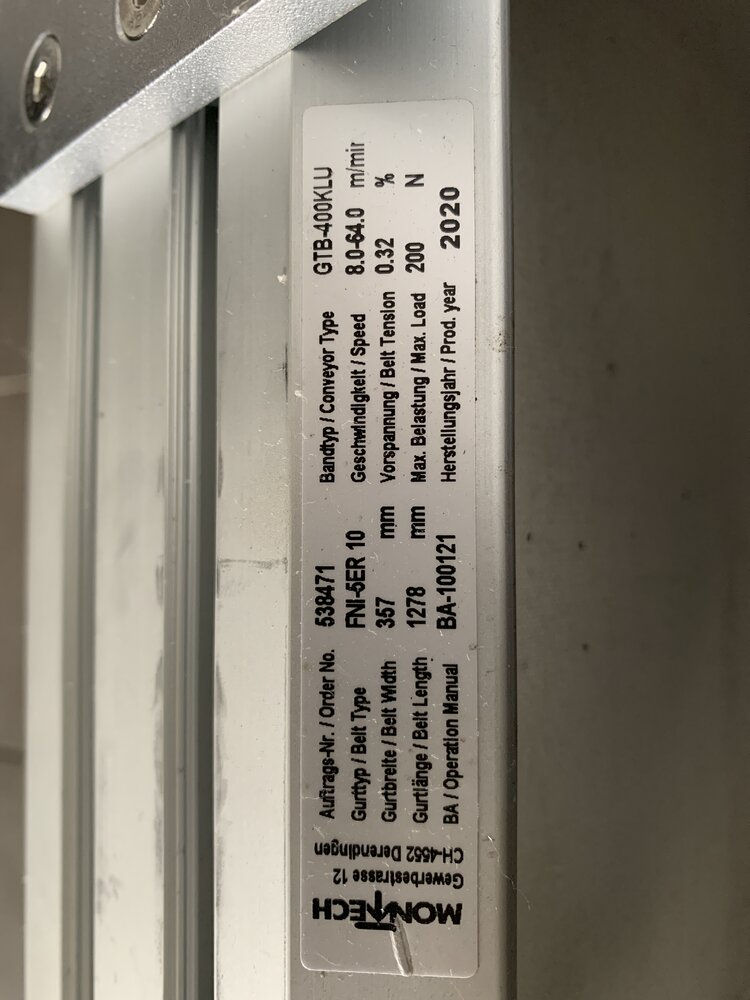 MONTECH
Gewerbestrasse 12
CH-4552 Derendingen
Auftrags-Nr. / Order No. 538471
Gurttyp / Belt Type FNI-5ER 10
Gurtbreite / Belt Width 357 mm
Gurtlänge / Belt Length 1278 mm
BA / Operation Manual BA-100121
Bandtyp / Conveyor Type GTB-400KLU
Geschwindigkeit / Speed 8.0-64.0 m/mir
Vorspannung / Belt Tension 0.32 %
Max. Belastung / Max. Load 200 N
Herstellungsjahr / Prod. year 2020